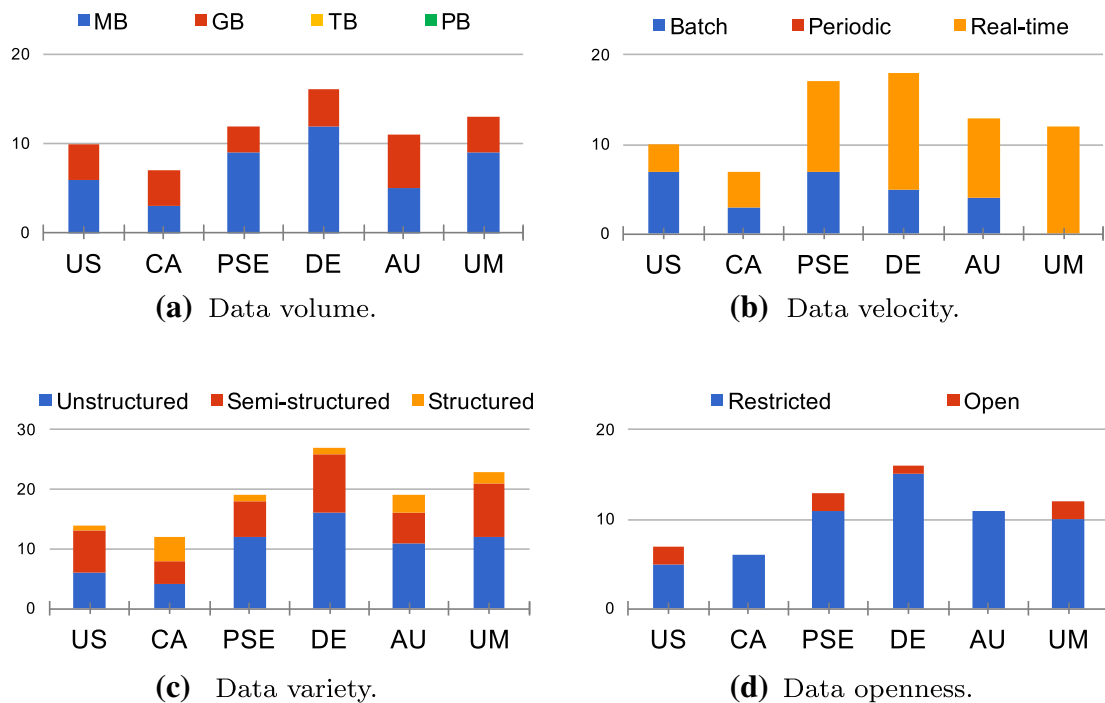 MB GB TB PB
20
10
0
US CA PSE DE AU UM
(a) Data volume.
Batch Periodic Real-time
20
10
0
US CA PSE DE AU UM
(b) Data velocity.
Unstructured Semi-structured Structured
30
20
10
0
US CA PSE DE AU UM
(c) Data variety.
Restricted Open
20
10
0
US CA PSE DE AU UM
(d) Data openness.